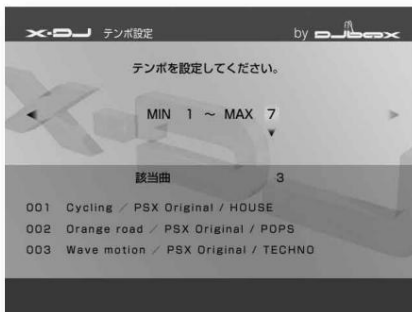 X-DJ テンポ設定 by DJbox
テンポを設定してください。
MIN 1 ～ MAX 7
該当曲 3
001 Cycling / PSX Original / HOUSE
002 Orange road / PSX Original / POPS
003 Wave motion / PSX Original / TECHNO